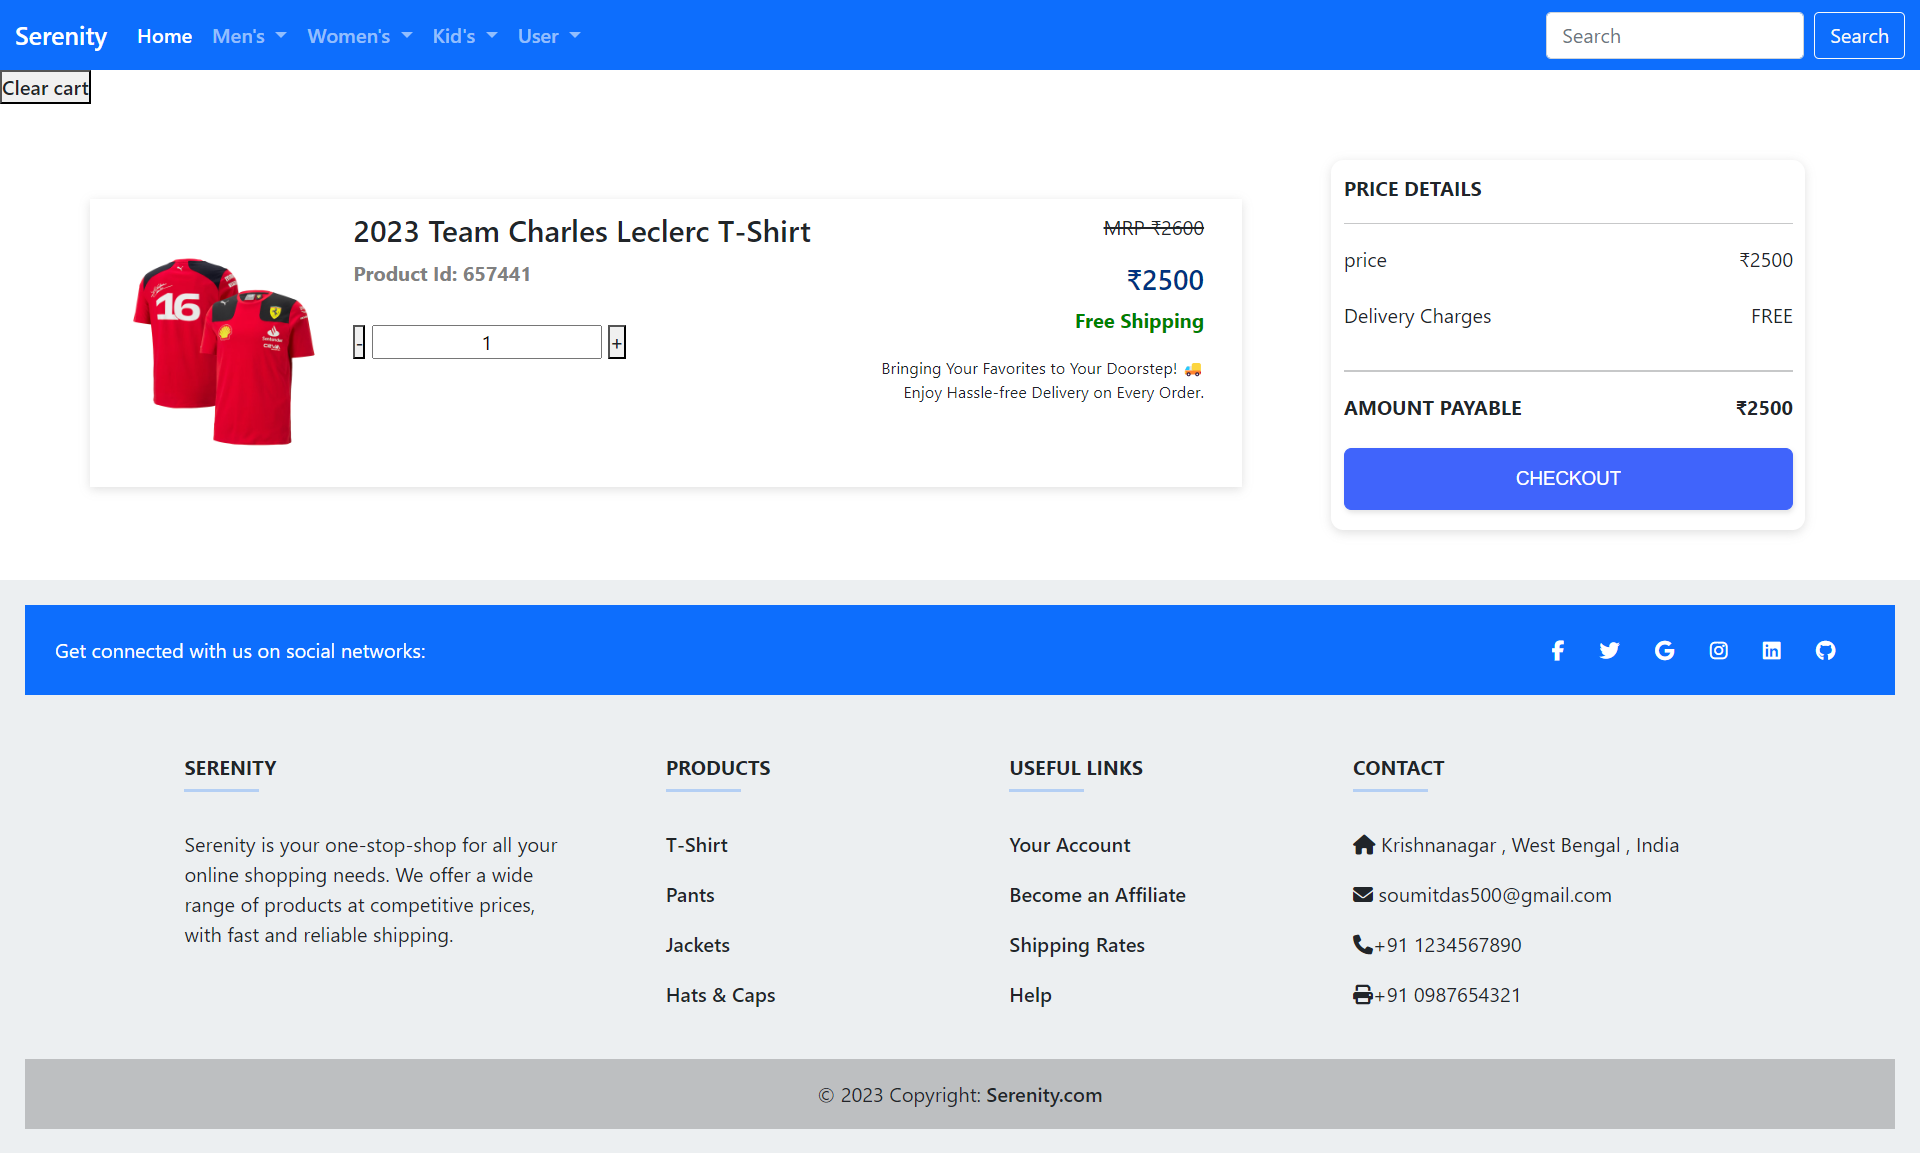 Serenity Home Men's Women's Kid's User Search Search
Clear cart
2023 Team Charles Leclerc T-Shirt
Product Id: 657441
- 1 +
16
MRP ₹2600
₹2500
Free Shipping
Bringing Your Favorites to Your Doorstep! 🚚
Enjoy Hassle-free Delivery on Every Order.
PRICE DETAILS
price ₹2500
Delivery Charges FREE
AMOUNT PAYABLE ₹2500
CHECKOUT
Get connected with us on social networks:
SERENITY
Serenity is your one-stop-shop for all your
online shopping needs. We offer a wide
range of products at competitive prices,
with fast and reliable shipping.
PRODUCTS
T-Shirt
Pants
Jackets
Hats & Caps
USEFUL LINKS
Your Account
Become an Affiliate
Shipping Rates
Help
CONTACT
Krishnanagar , West Bengal , India
soumitdas500@gmail.com
+91 1234567890
+91 0987654321
© 2023 Copyright: Serenity.com